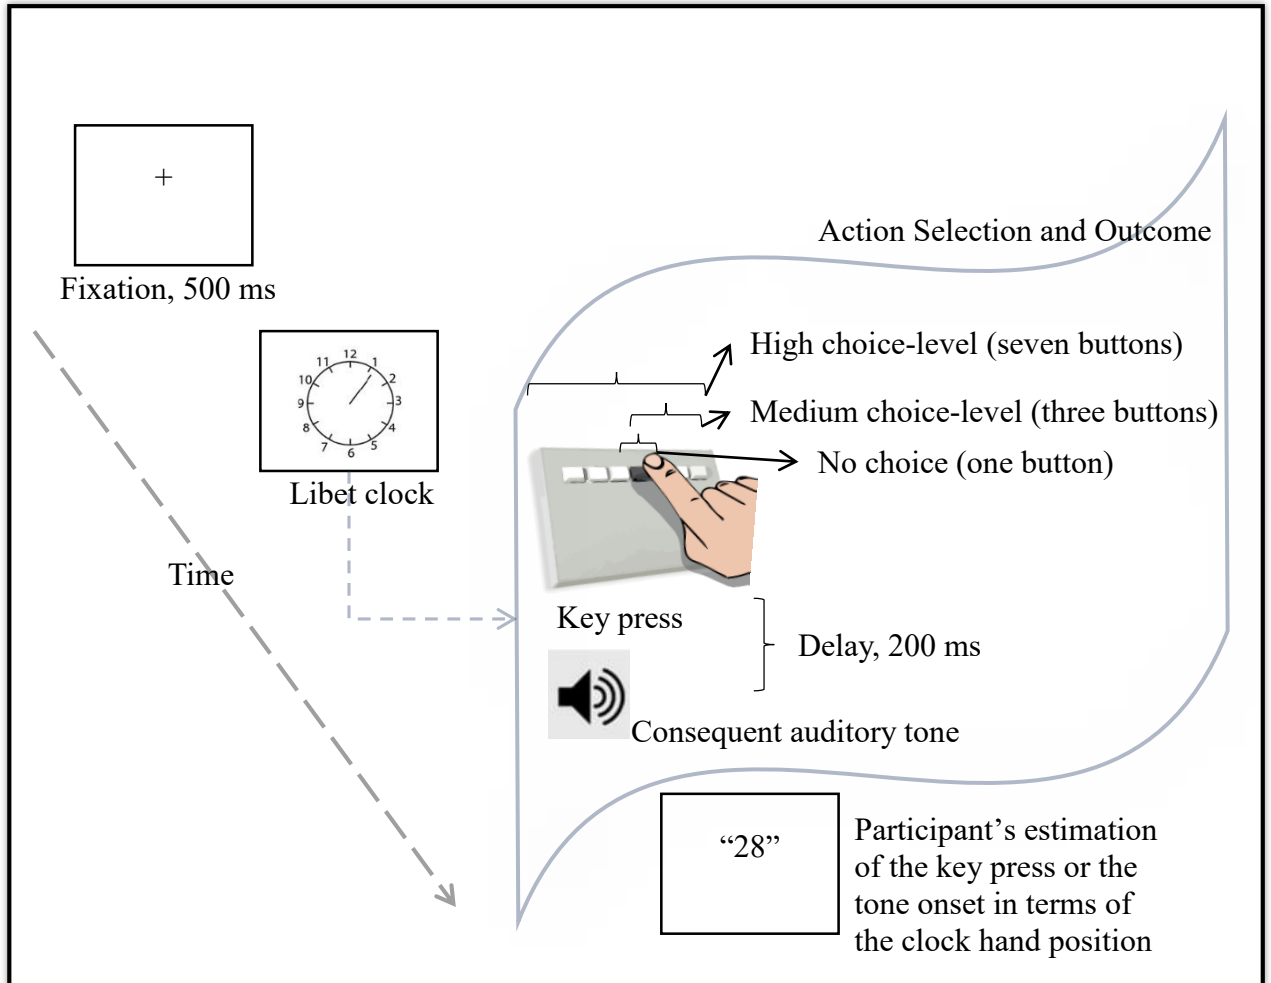 +
Fixation, 500 ms
12
11
1
10
2
9
3
8
4
7
5
6
Libet clock
Time
Action Selection and Outcome
High choice-level (seven buttons)
Medium choice-level (three buttons)
No choice (one button)
Key press
Delay, 200 ms
Consequent auditory tone
“28”
Participant’s estimation
of the key press or the
tone onset in terms of
the clock hand position